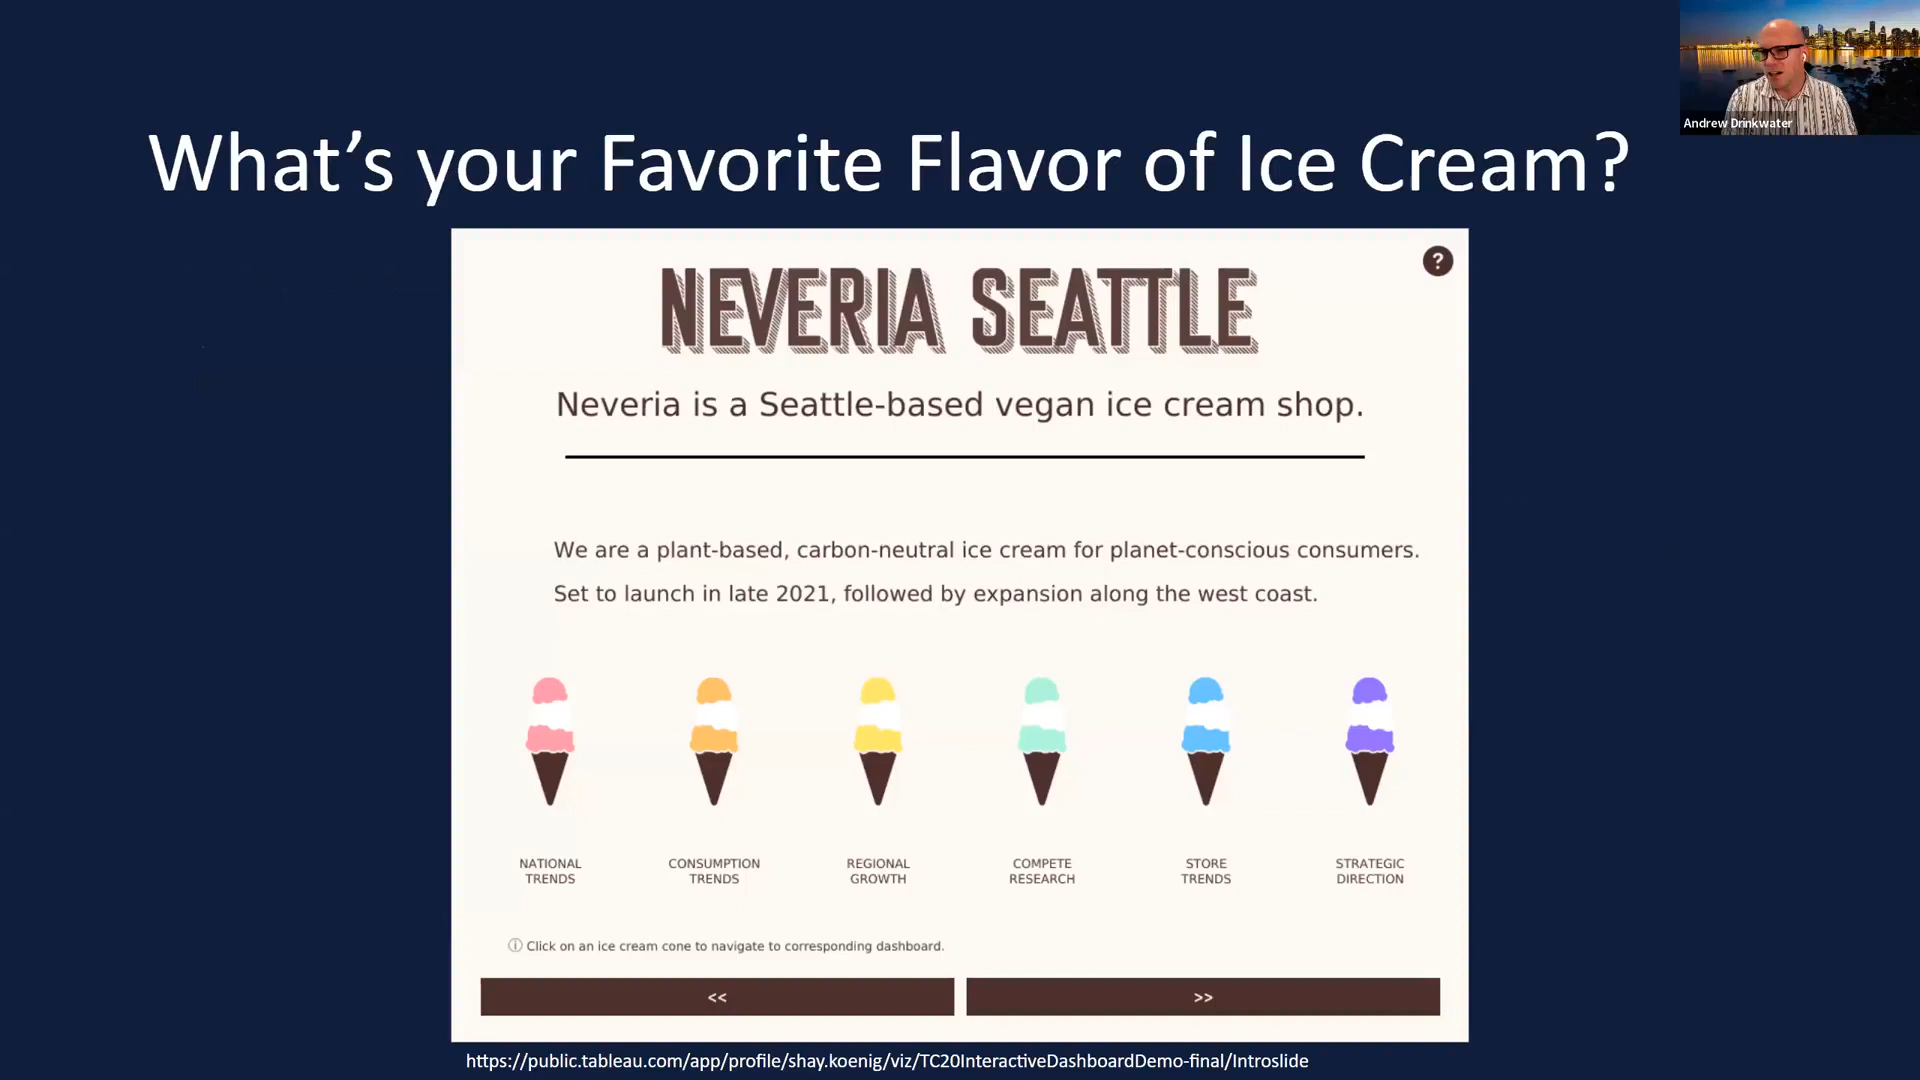 Andrew Drinkwater
What's your Favorite Flavor of Ice Cream?
?
NEVERIA SEATTLE
Neveria is a Seattle-based vegan ice cream shop.
We are a plant-based, carbon-neutral ice cream for planet-conscious consumers.
Set to launch in late 2021, followed by expansion along the west coast.
NATIONAL
TRENDS
CONSUMPTION
TRENDS
REGIONAL
GROWTH
COMPETE
RESEARCH
STORE
TRENDS
STRATEGIC
DIRECTION
ⓘ Click on an ice cream cone to navigate to corresponding dashboard.
<<
>>
https://public.tableau.com/app/profile/shay.koenig/viz/TC20InteractiveDashboardDemo-final/Introslide